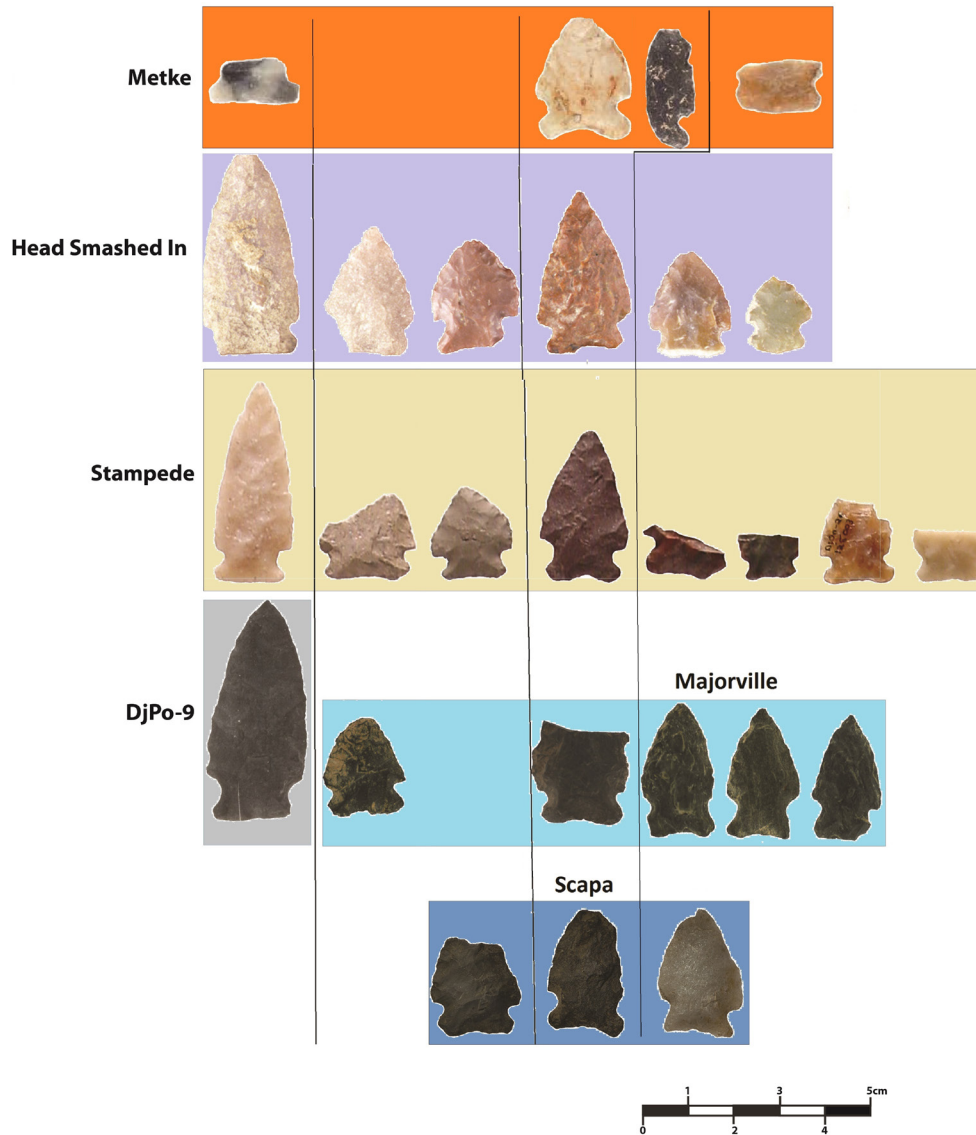 Metke
Head Smashed In
Stampede
DjPo-9
Majorville
Scapa
1 3 5cm
0 2 4